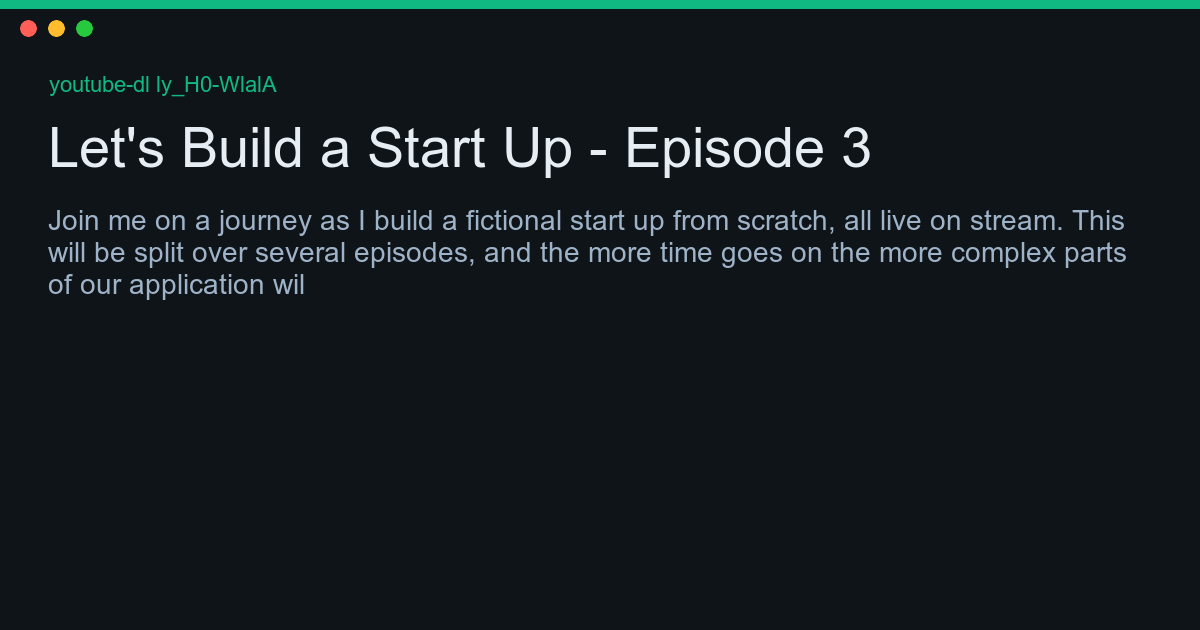 youtube-dl ly_H0-WlalA
Let's Build a Start Up - Episode 3
Join me on a journey as I build a fictional start up from scratch, all live on stream. This
will be split over several episodes, and the more time goes on the more complex parts
of our application wil